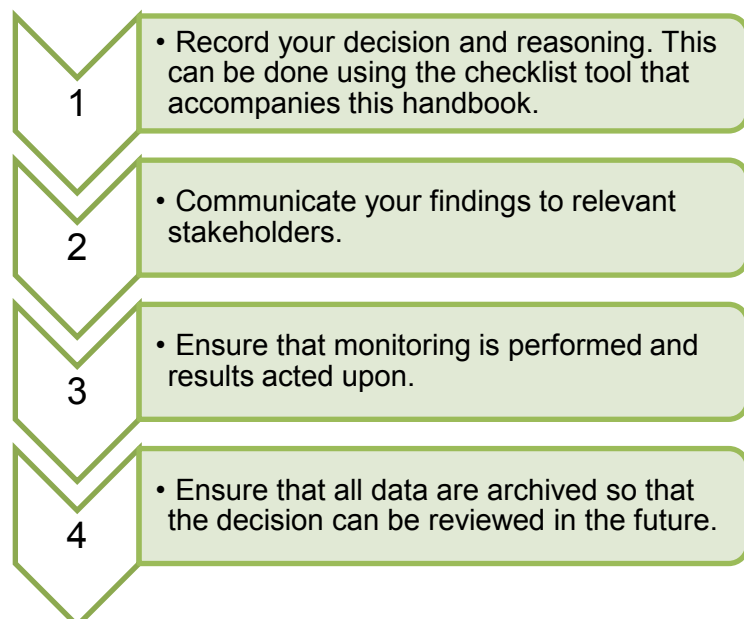 1
• Record your decision and reasoning. This
can be done using the checklist tool that
accompanies this handbook.
2
• Communicate your findings to relevant
stakeholders.
3
• Ensure that monitoring is performed and
results acted upon.
4
• Ensure that all data are archived so that
the decision can be reviewed in the future.